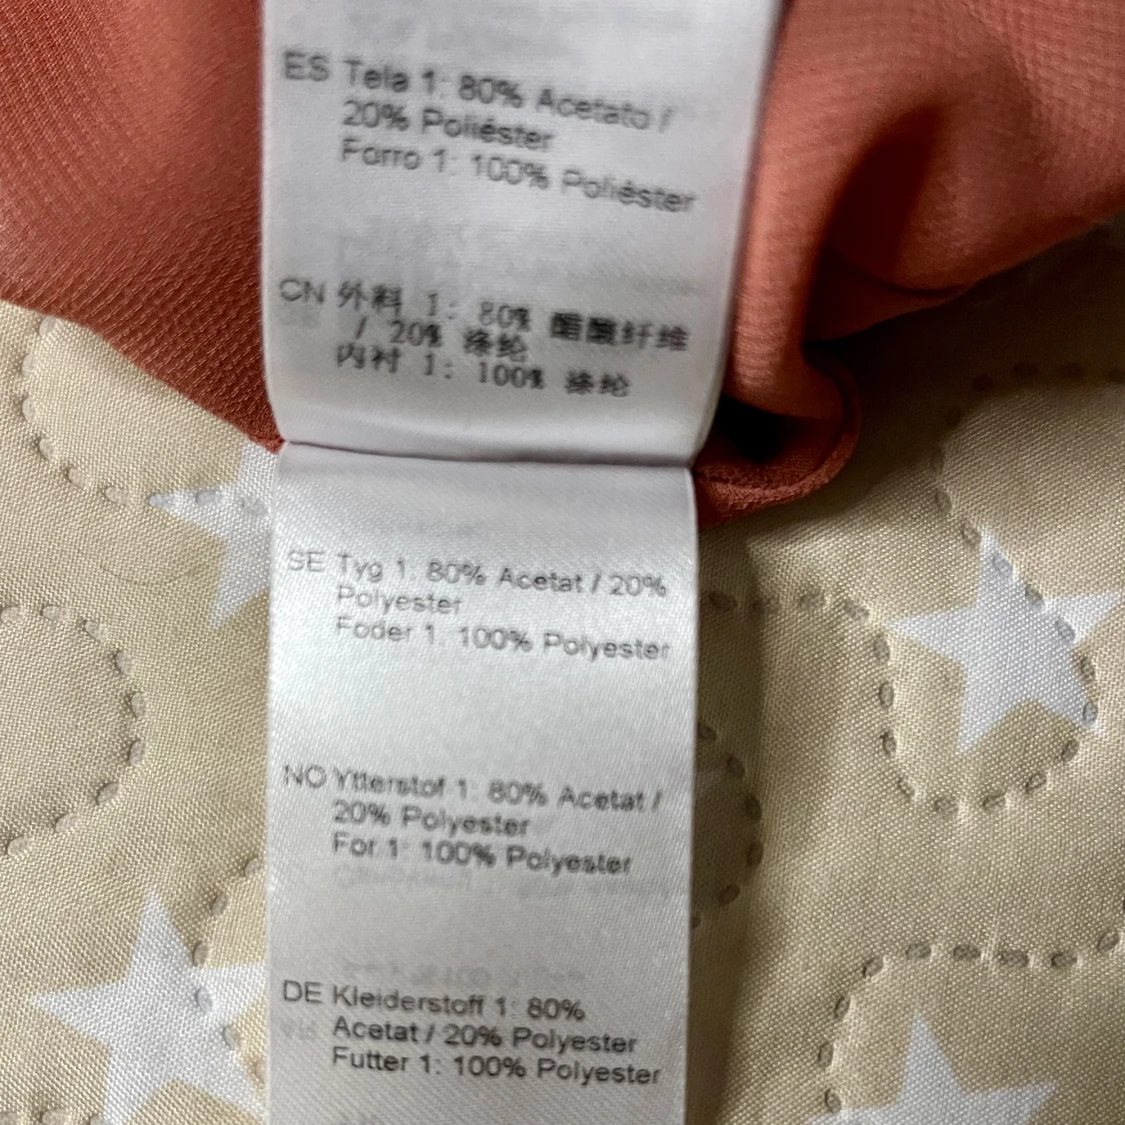 ES Tela 1: 80% Acetato /
20% Poliéster
Forro 1: 100% Poliéster
CN 外料 1: 80% 醋酸纤维
/ 20% 涤纶
内衬 1: 100% 涤纶
SE Tyg 1: 80% Acetat / 20%
Polyester
Foder 1: 100% Polyester
NO Ytterstof 1: 80% Acetat /
20% Polyester
For 1: 100% Polyester
DE Kleiderstoff 1: 80%
Acetat / 20% Polyester
Futter 1: 100% Polyester